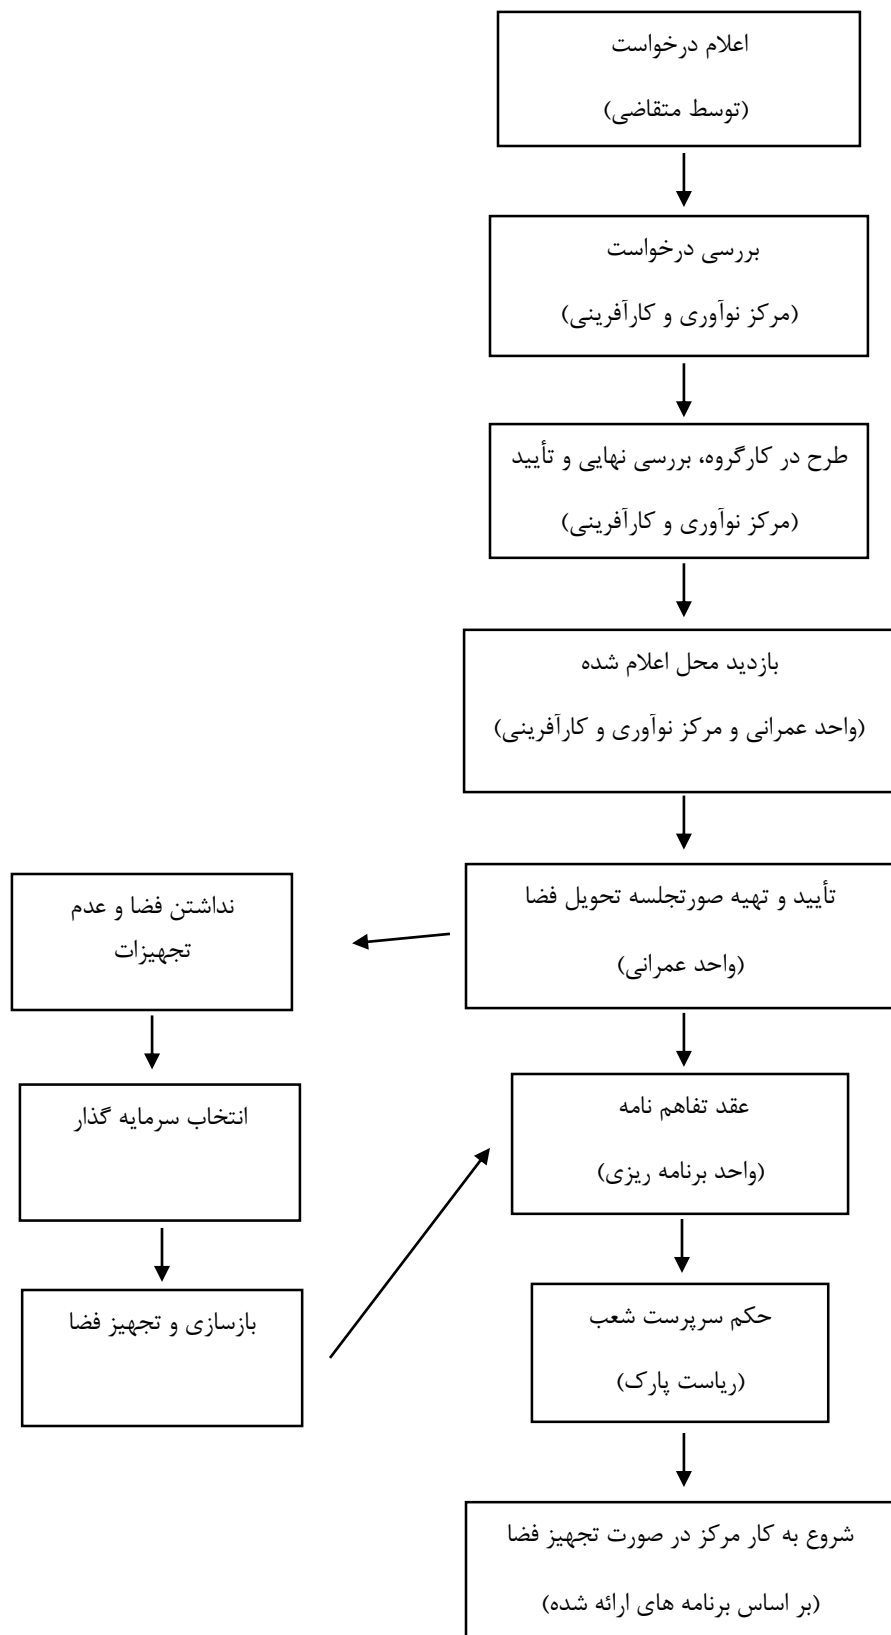 اعلام درخواست
(توسط متقاضی)
بررسی درخواست
(مرکز نوآوری و کارآفرینی)
طرح در کارگروه، بررسی نهایی و تأیید
(مرکز نوآوری و کارآفرینی)
بازدید محل اعلام شده
(واحد عمرانی و مرکز نوآوری و کارآفرینی)
تأیید و تهیه صورتجلسه تحویل فضا
(واحد عمرانی)
نداشتن فضا و عدم
تجهیزات
انتخاب سرمایه گذار
بازسازی و تجهیز فضا
عقد تفاهم نامه
(واحد برنامه ریزی)
حکم سرپرست شعب
(ریاست پارک)
شروع به کار مرکز در صورت تجهیز فضا
(بر اساس برنامه های ارائه شده)